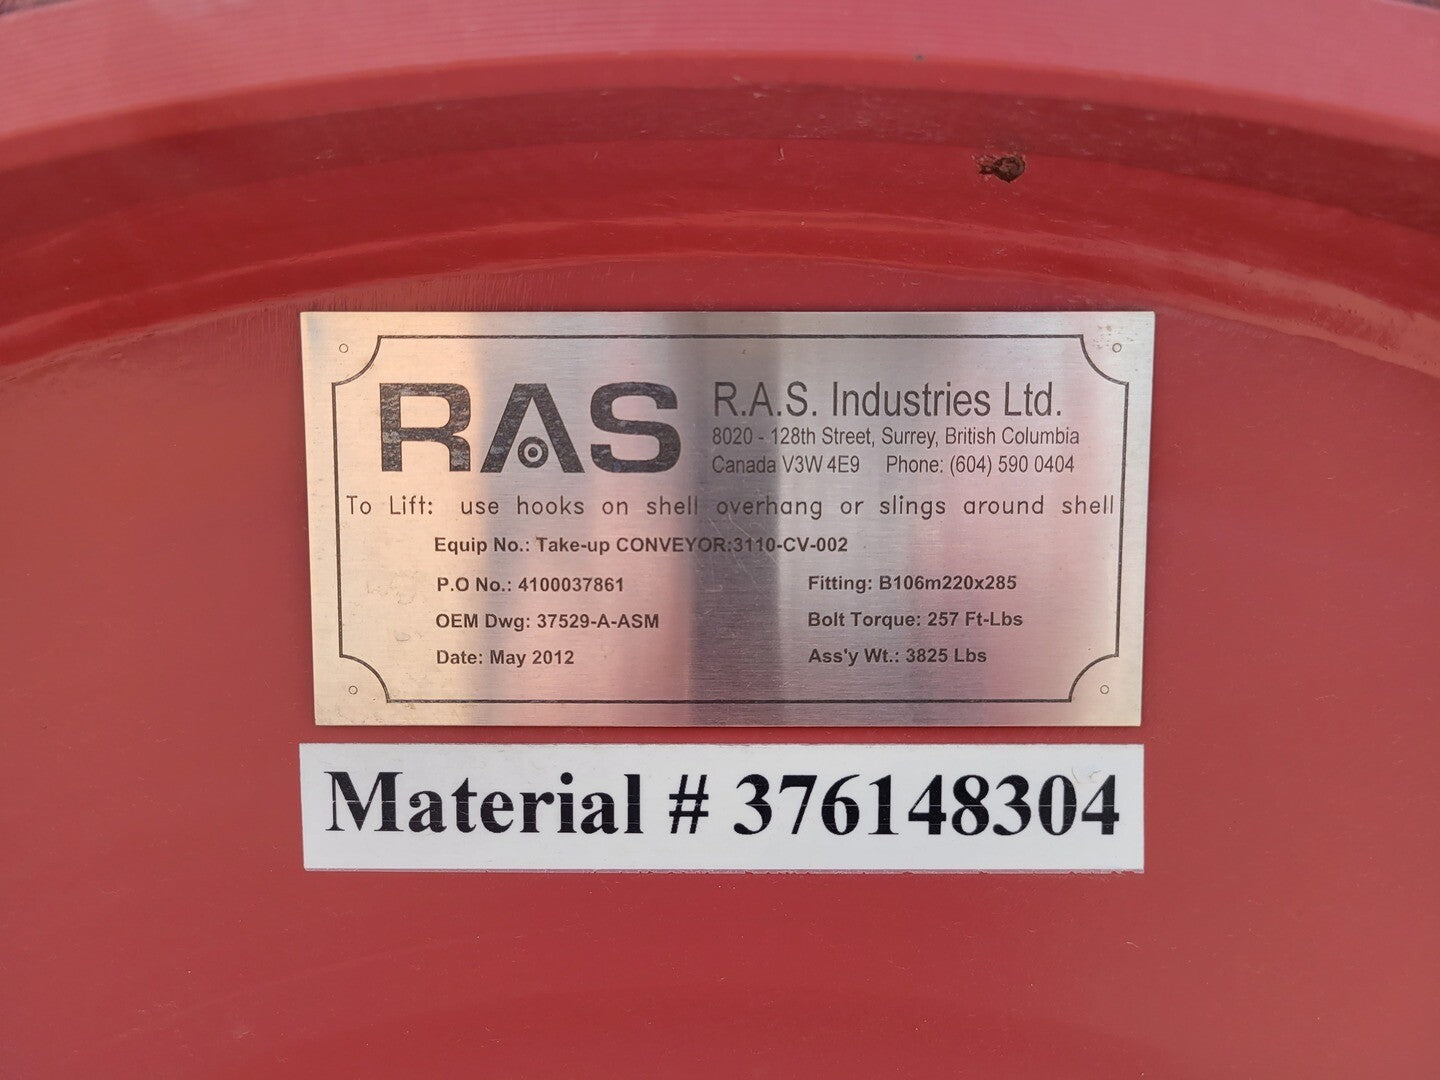 RAS
R.A.S. Industries Ltd.
8020 - 128th Street, Surrey, British Columbia
Canada V3W 4E9 Phone: (604) 590 0404
To Lift: use hooks on shell overhang or slings around shell
Equip No.: Take-up CONVEYOR:3110-CV-002
P.O No.: 4100037861 Fitting: B106m220x285
OEM Dwg: 37529-A-ASM Bolt Torque: 257 Ft-Lbs
Date: May 2012 Ass'y Wt.: 3825 Lbs
Material # 376148304